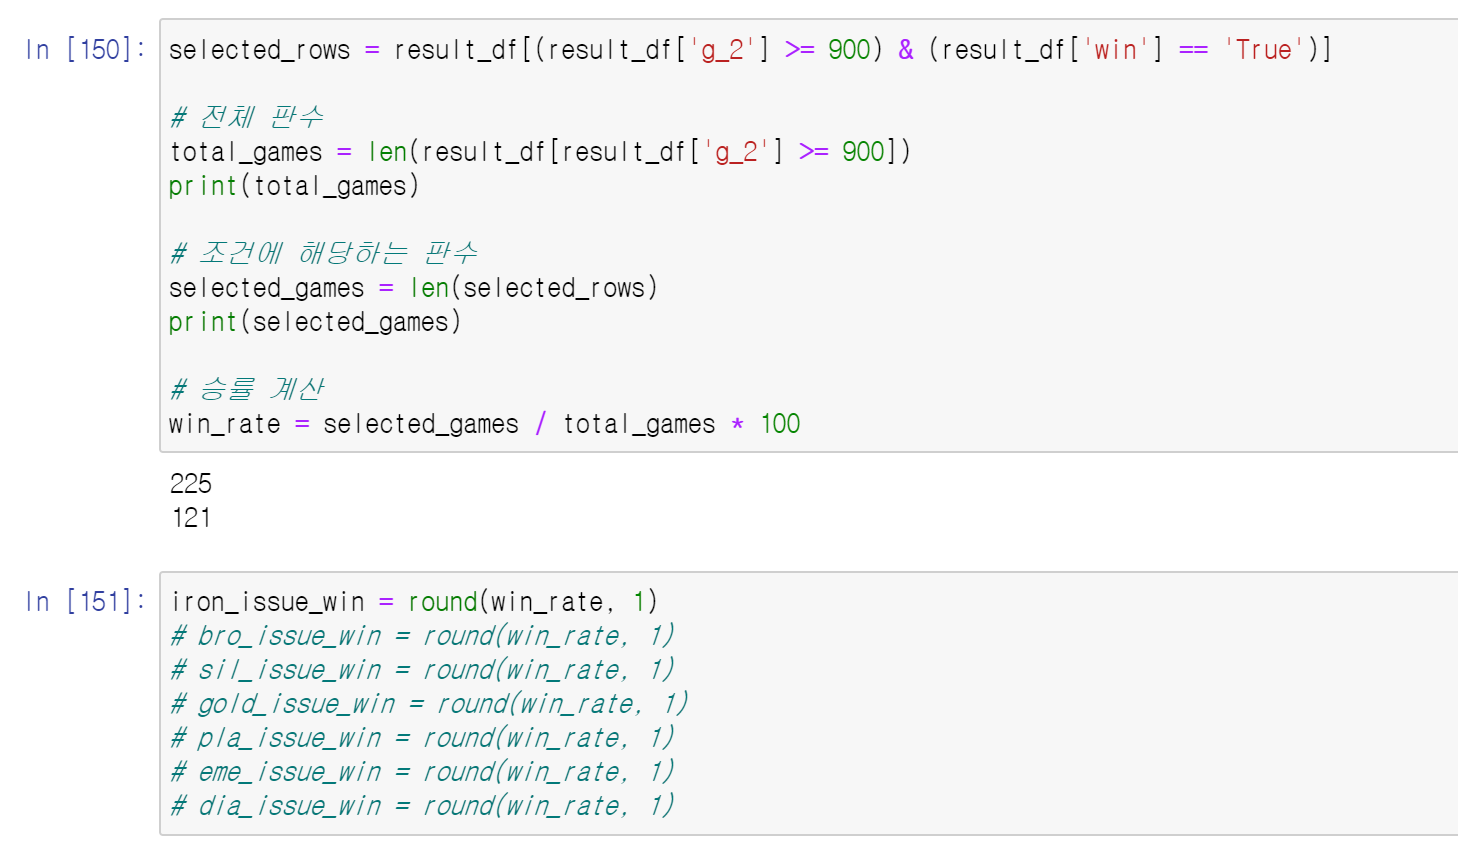 In [150]: selected_rows = result_df[(result_df['g_2'] >= 900) & (result_df['win'] == 'True')]
# 전체 판수
total_games = len(result_df[result_df['g_2'] >= 900])
print(total_games)
# 조건에 해당하는 판수
selected_games = len(selected_rows)
print(selected_games)
# 승률 계산
win_rate = selected_games / total_games * 100
225
121
In [151]: iron_issue_win = round(win_rate, 1)
# bro_issue_win = round(win_rate, 1)
# sil_issue_win = round(win_rate, 1)
# gold_issue_win = round(win_rate, 1)
# pla_issue_win = round(win_rate, 1)
# eme_issue_win = round(win_rate, 1)
# dia_issue_win = round(win_rate, 1)